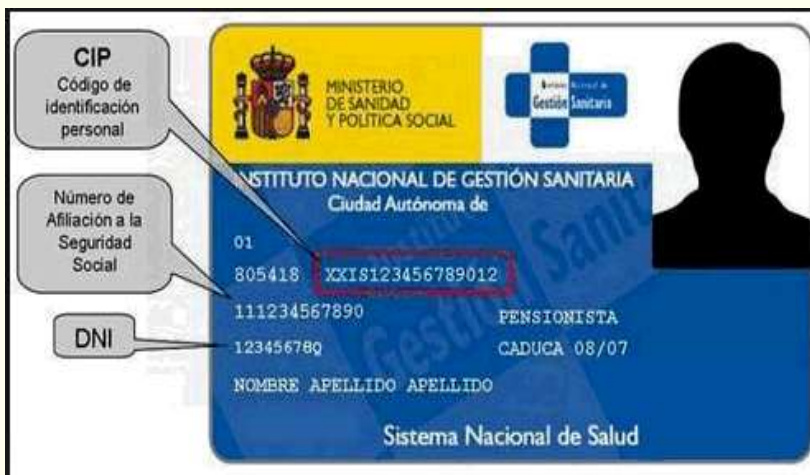 CIP
Código de
identificación
personal
Número de
Afiliación a la
Seguridad
Social
DNI
MINISTERIO
DE SANIDAD
Y POLITICA SOCIAL
Gestión Sanitaria
INSTITUTO NACIONAL DE GESTIÓN SANITARIA
Ciudad Autónoma de
01
805418 XXIS123456789012
111234567890
PENSIONISTA
12345678Q
CADUCA 08/07
NOMBRE APELLIDO APELLIDO
Sistema Nacional de Salud